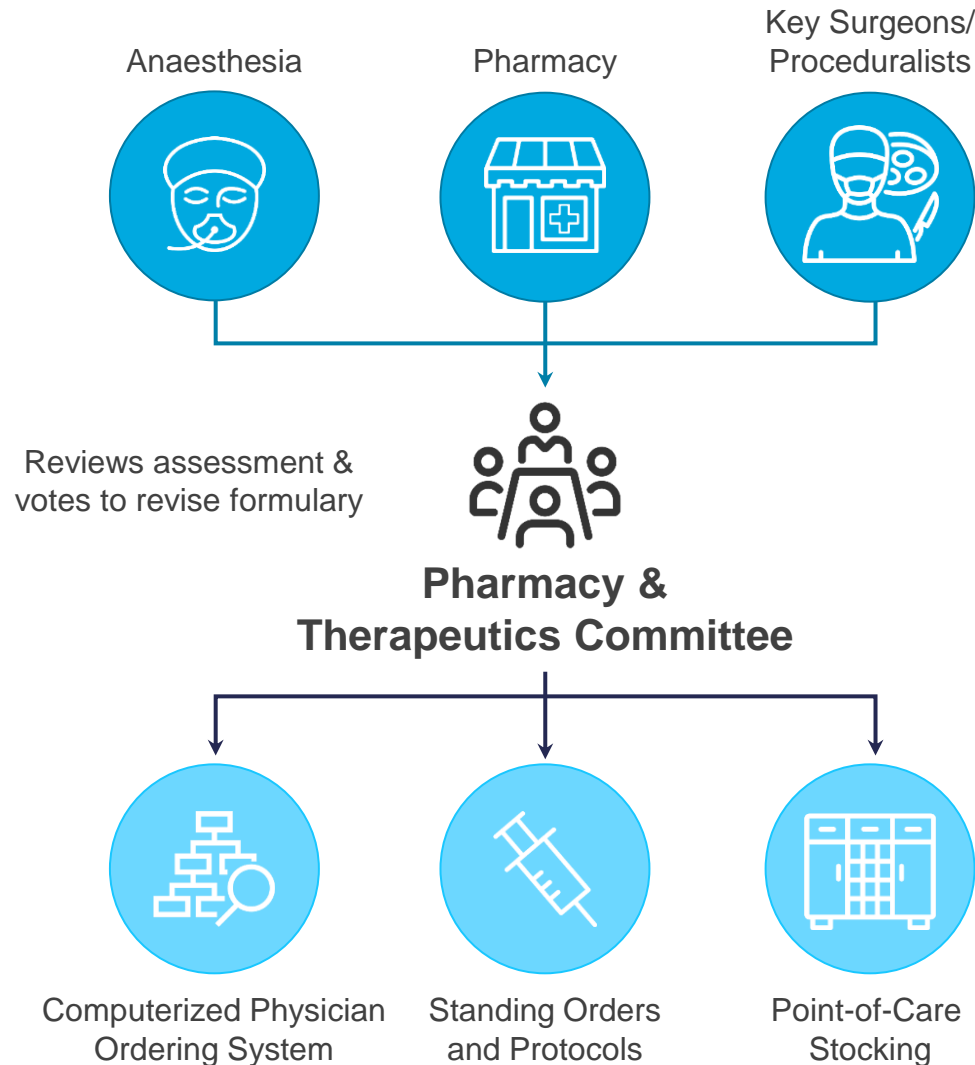 Anaesthesia
Pharmacy
Key Surgeons/
Proceduralists
Reviews assessment &
votes to revise formulary
Pharmacy &
Therapeutics Committee
Computerized Physician
Ordering System
Standing Orders
and Protocols
Point-of-Care
Stocking